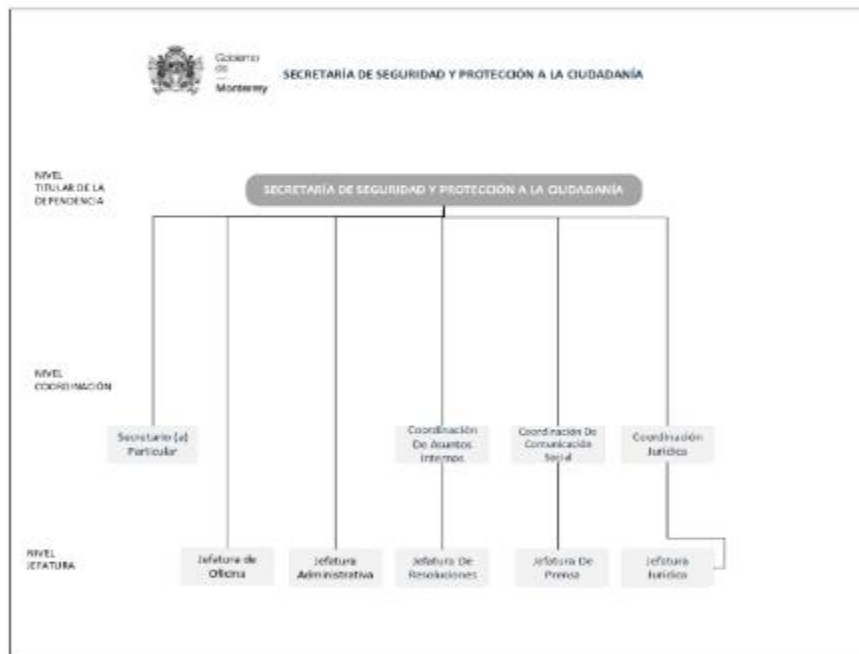 Gobierno
de
Monterrey
SECRETARÍA DE SEGURIDAD Y PROTECCIÓN A LA CIUDADANÍA
NIVEL
TITULAR DE LA
DEPENDENCIA
SECRETARÍA DE SEGURIDAD Y PROTECCIÓN A LA CIUDADANÍA
NIVEL
COORDINACIÓN
Secretario (a)
Particular
Coordinación
De Asuntos
Internos
Coordinación De
Comunicación
Social
Coordinación
Jurídica
NIVEL
JEFATURA
Jefatura de
Oficina
Jefatura
Administrativa
Jefatura De
Resoluciones
Jefatura De
Prensa
Jefatura
Jurídica